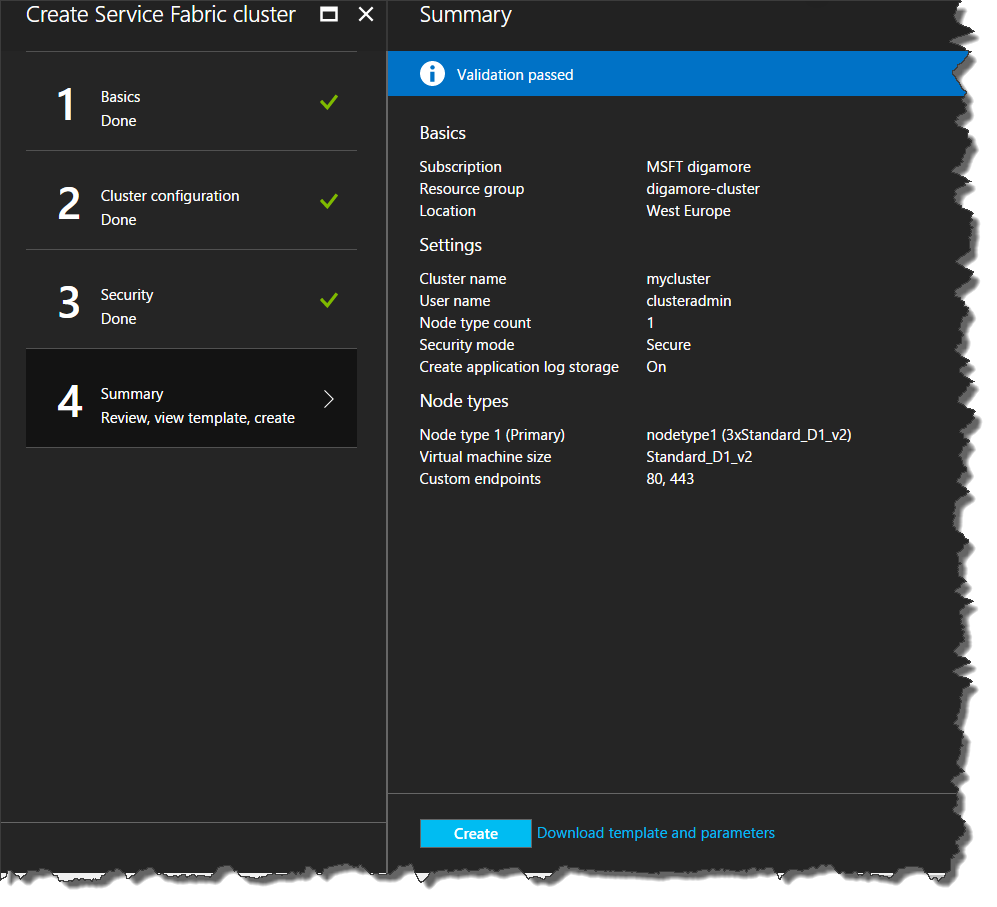 Create Service Fabric cluster
1
Basics
Done
2
Cluster configuration
Done
3
Security
Done
4
Summary
Review, view template, create
Summary
Validation passed
Basics
Subscription MSFT digamore
Resource group digamore-cluster
Location West Europe
Settings
Cluster name mycluster
User name clusteradmin
Node type count 1
Security mode Secure
Create application log storage On
Node types
Node type 1 (Primary) nodetype1 (3xStandard_D1_v2)
Virtual machine size Standard_D1_v2
Custom endpoints 80, 443
Create Download template and parameters